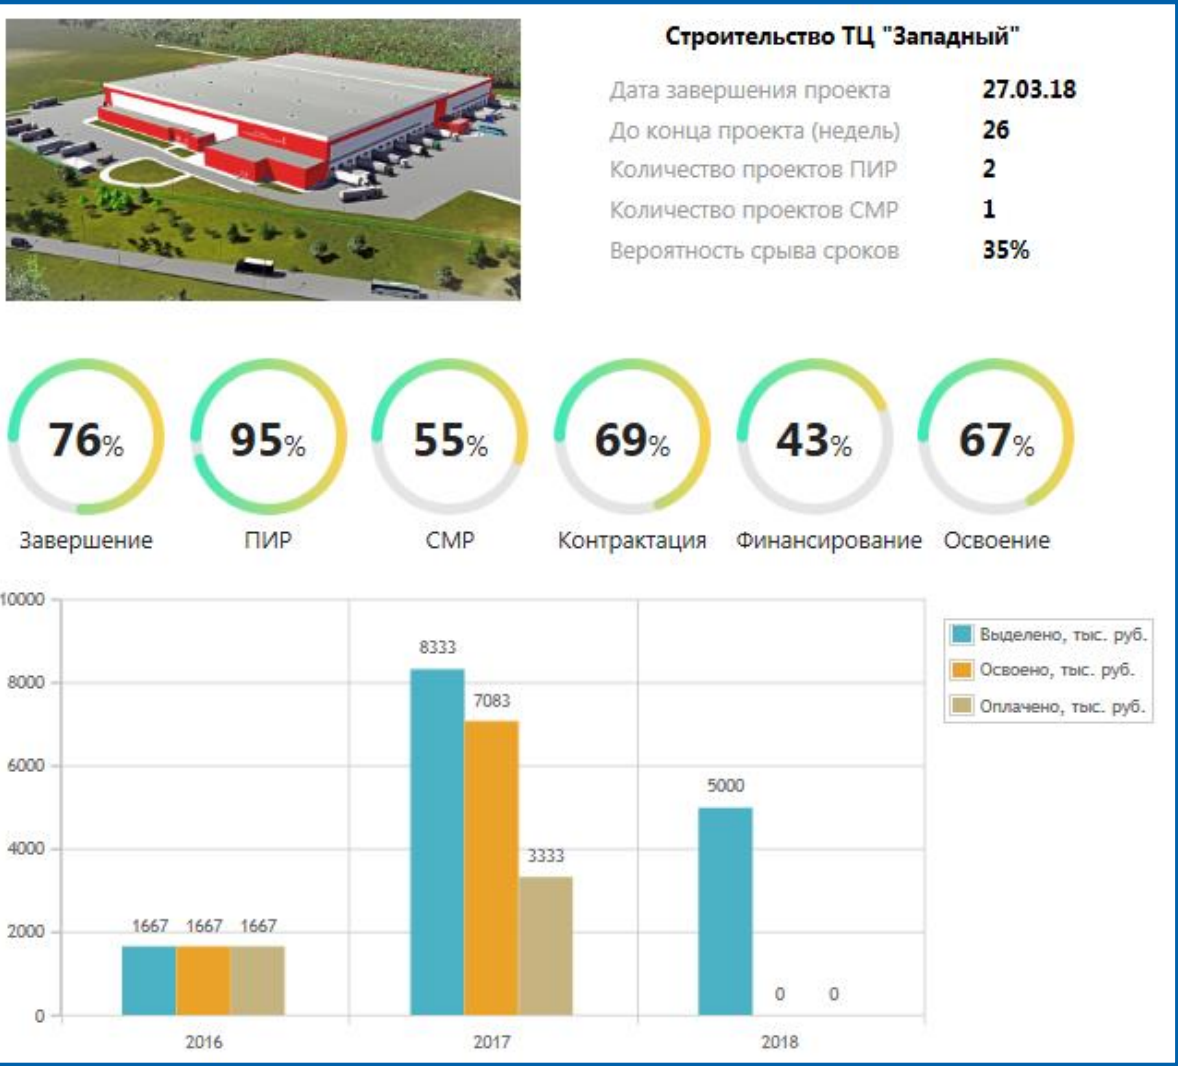 Строительство ТЦ "Западный"
Дата завершения проекта 27.03.18
До конца проекта (недель) 26
Количество проектов ПИР 2
Количество проектов СМР 1
Вероятность срыва сроков 35%
76% 95% 55% 69% 43% 67%
Завершение ПИР СМР Контрактация Финансирование Освоение
10000
8000
6000
4000
2000
0
1667 1667 1667
8333
7083
3333
5000
0 0
2016 2017 2018
Выделено, тыс. руб.
Освоено, тыс. руб.
Оплачено, тыс. руб.